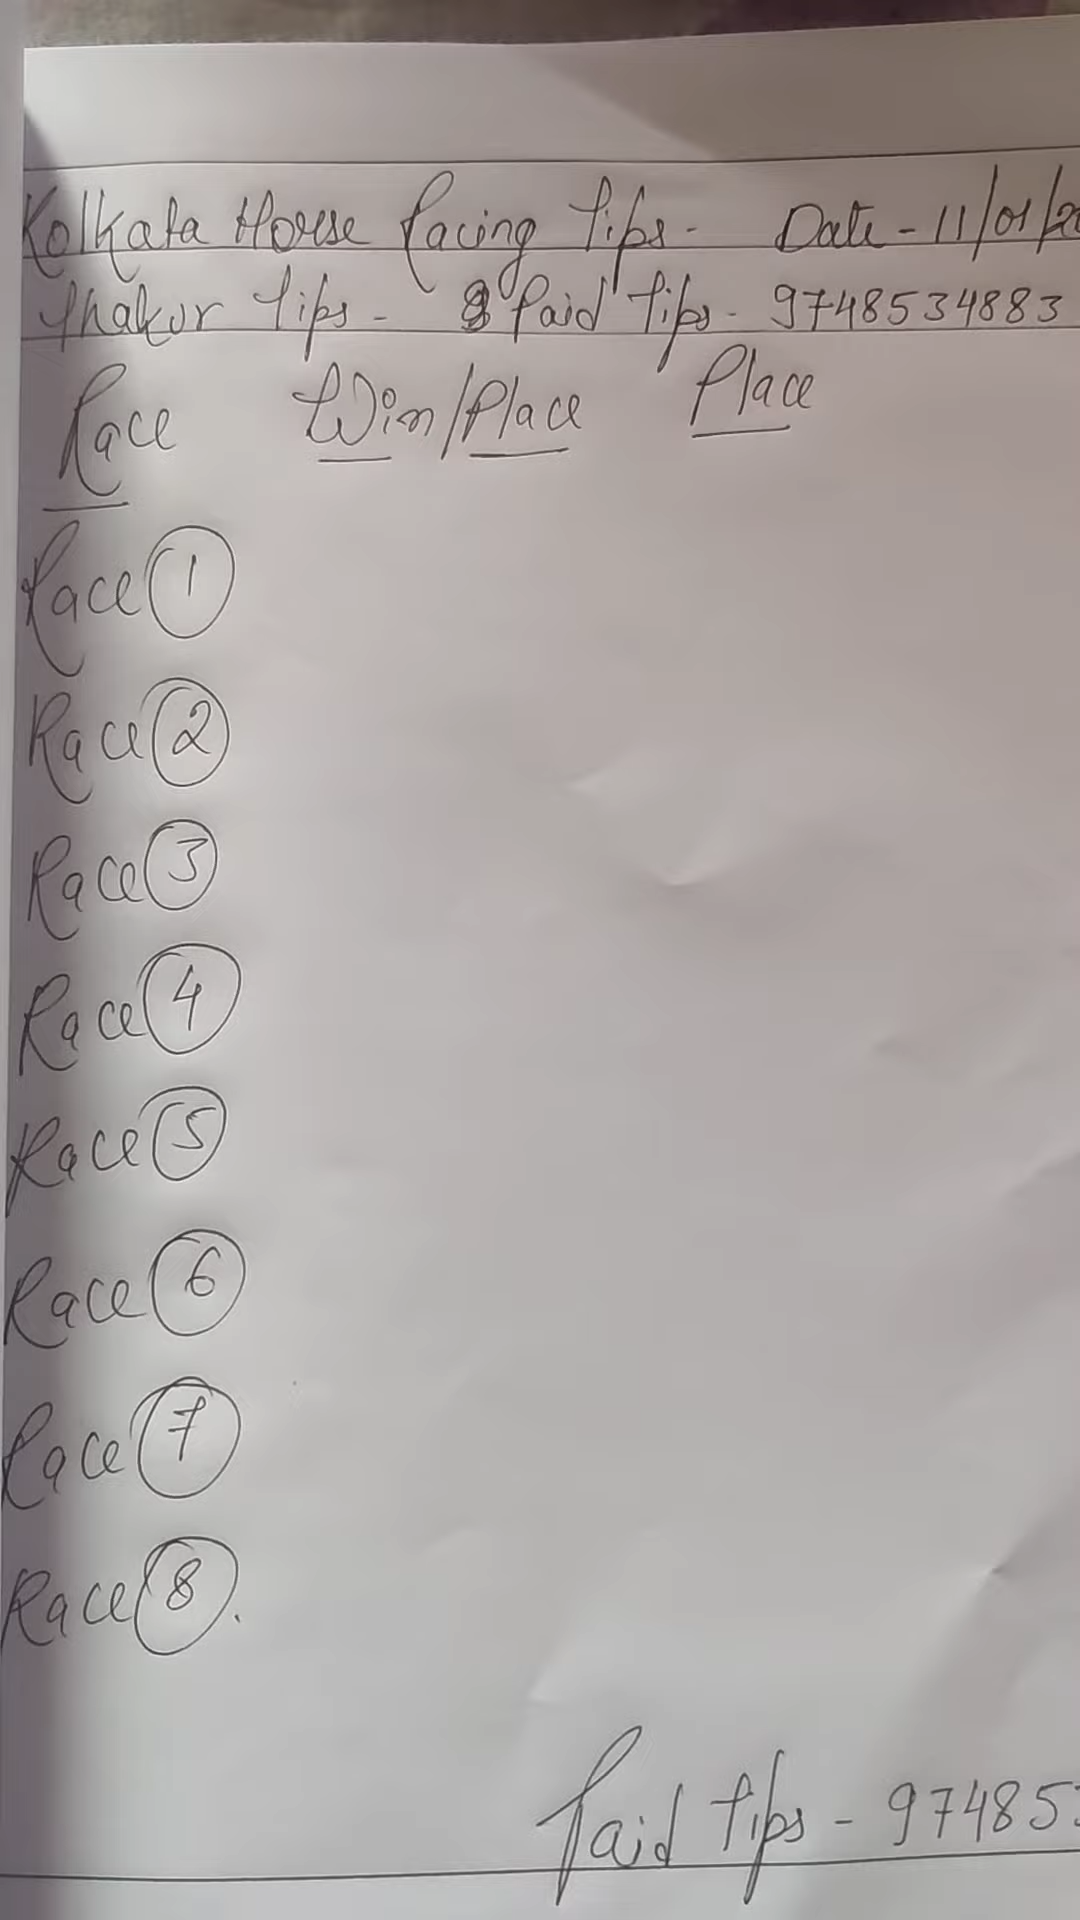 Kolkata Horse Racing Tips - Date - 11/01/20
Thakur Tips - Paid Tips - 9748534883
Race Win/Place Place
Race 1
Race 2
Race 3
Race 4
Race 5
Race 6
Race 7
Race 8.
Paid Tips - 97485